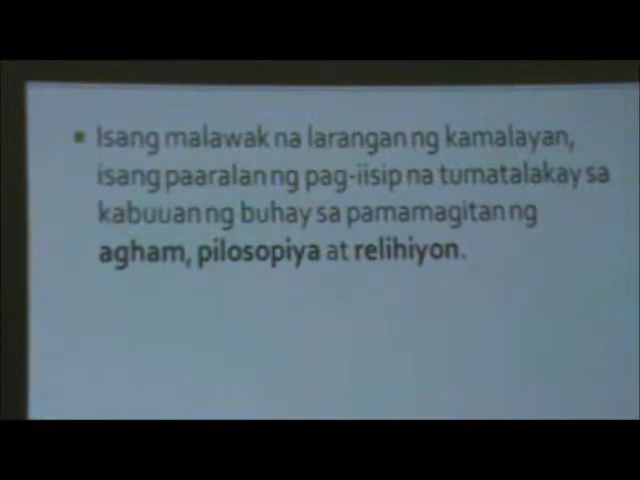 ▪ Isang malawak na larangan ng kamalayan,
isang paaralan ng pag-iisip na tumatalakay sa
kabuuan ng buhay sa pamamagitan ng
agham, pilosopiya at relihiyon.